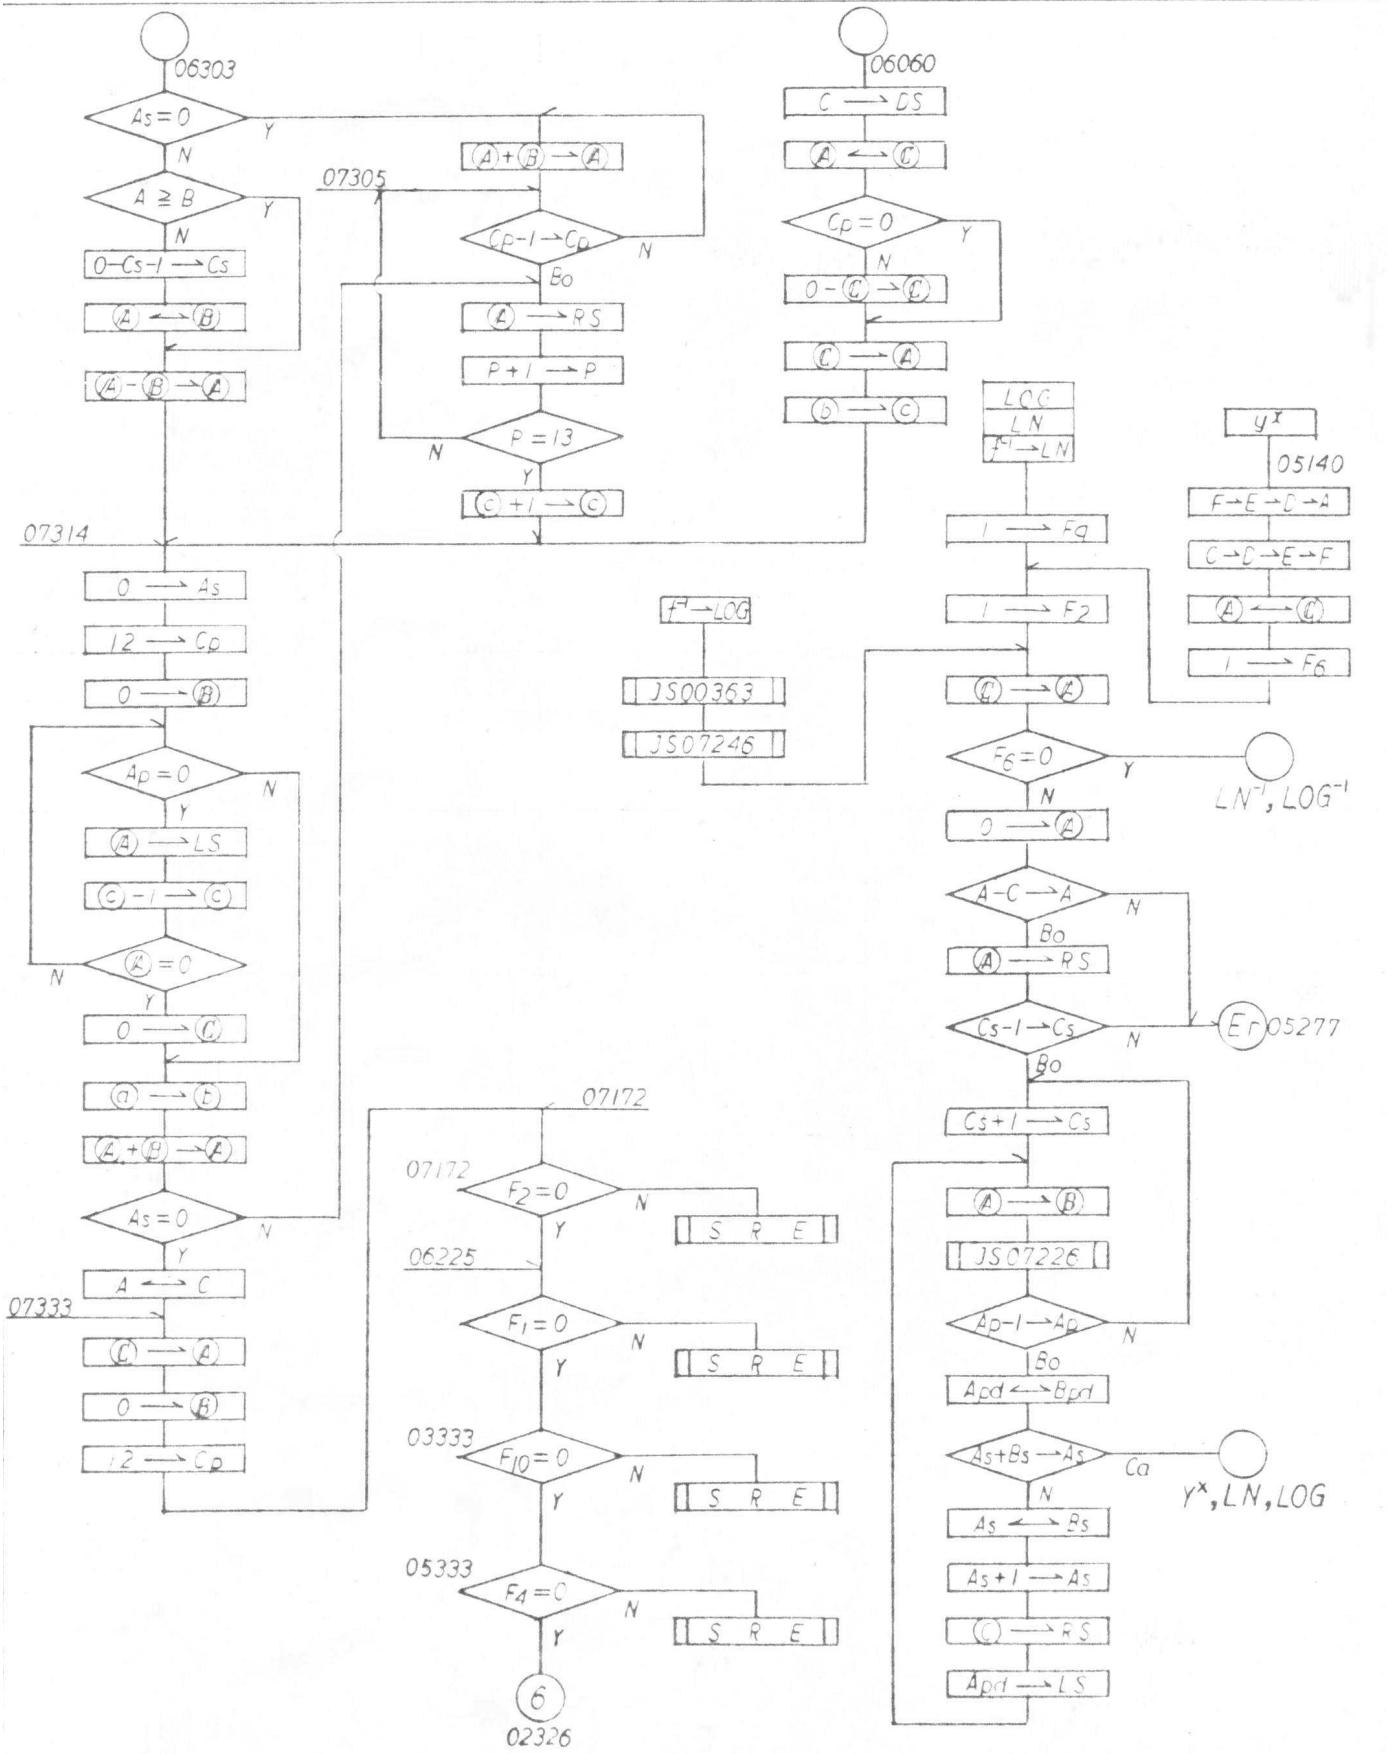 06303
As=0
Y
N
A ≧ B
Y
N
0-Cs-1→Cs
Ⓐ ↔ Ⓑ
Ⓐ-Ⓑ→Ⓐ
07314
0 → As
12 → Cp
0 → Ⓑ
Ap=0
N
Y
Ⓐ → LS
ⓒ-1→ⓒ
Ⓐ=0
N
Y
0 → Ⓒ
ⓐ → ⓑ
Ⓐ+Ⓑ→Ⓐ
As=0
N
Y
A ↔ C
07333
Ⓒ → Ⓐ
0 → Ⓑ
12 → Cp
Ⓐ+Ⓑ→Ⓐ
07305
Cp-1→Cp
N
Bo
Ⓐ → RS
P+1→P
P=13
N
Y
ⓒ+1→ⓒ
06060
C → DS
Ⓐ ↔ Ⓒ
Cp=0
Y
N
0-Ⓒ→Ⓒ
Ⓒ → Ⓐ
ⓑ → ⓒ
07172
07172
F2=0
N
S R E
Y
06225
F1=0
N
S R E
Y
03333
F10=0
N
S R E
Y
05333
F4=0
N
S R E
Y
6
02326
f⁻¹→LOG
JS00363
JS07246
LOG
LN
f⁻¹→LN
1 → F9
1 → F2
Ⓒ → Ⓐ
F6=0
Y
LN⁻¹, LOG⁻¹
N
0 → Ⓐ
A-C→A
N
Bo
Ⓐ → RS
Cs-1→Cs
N
Er 05277
Bo
Cs+1→Cs
Ⓐ → Ⓑ
JS07226
Ap-1→Ap
N
Bo
Apd↔Bpd
As+Bs→As
Ca
Yˣ, LN, LOG
N
As ↔ Bs
As+1→As
Ⓒ → RS
Apd → LS
yˣ
05140
F→E→D→A
C→D→E→F
Ⓐ ↔ Ⓒ
1 → F6